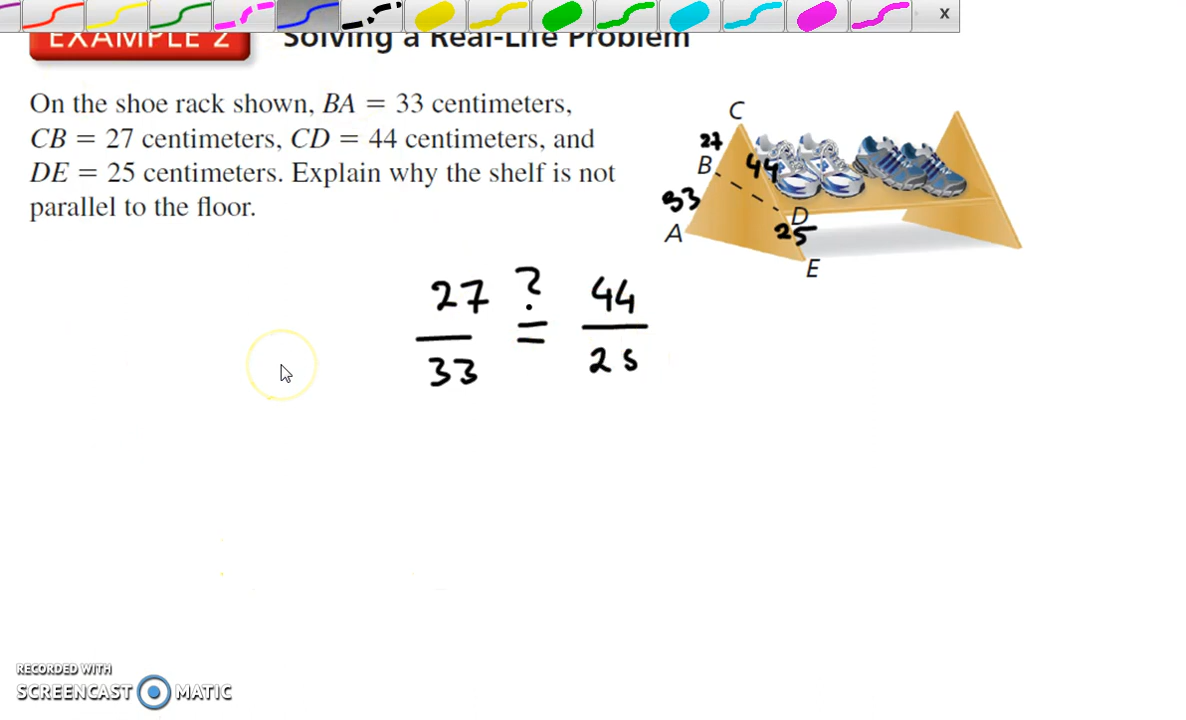 EXAMPLE 2 Solving a Real-Life Problem
On the shoe rack shown, BA = 33 centimeters,
CB = 27 centimeters, CD = 44 centimeters, and
DE = 25 centimeters. Explain why the shelf is not
parallel to the floor.
C
27
B 44
33
D
A 25
E
27 ? 44
=
33 25
RECORDED WITH
SCREENCAST MATIC
x